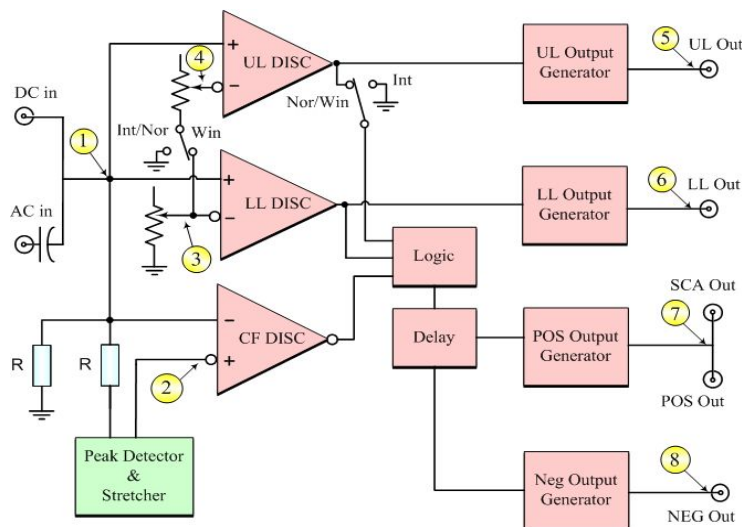 +
UL DISC
−
4
UL Output
Generator
5
UL Out
DC in
Int
Nor/Win
Int/Nor
Win
1
+
LL DISC
−
3
LL Output
Generator
6
LL Out
AC in
Logic
SCA Out
−
CF DISC
+
2
Delay
POS Output
Generator
7
POS Out
R
R
Peak Detector
&
Stretcher
Neg Output
Generator
8
NEG Out